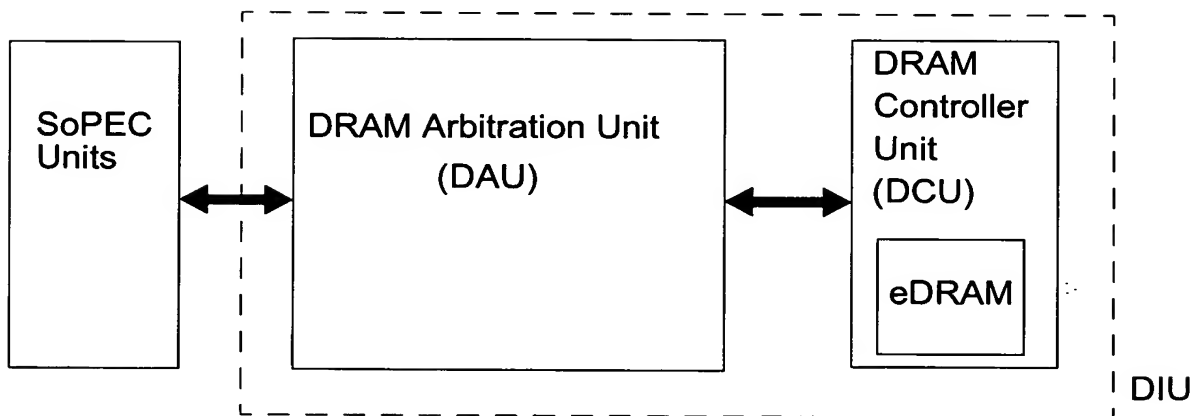 SoPEC
Units
DRAM Arbitration Unit
(DAU)
DRAM
Controller
Unit
(DCU)
eDRAM
DIU